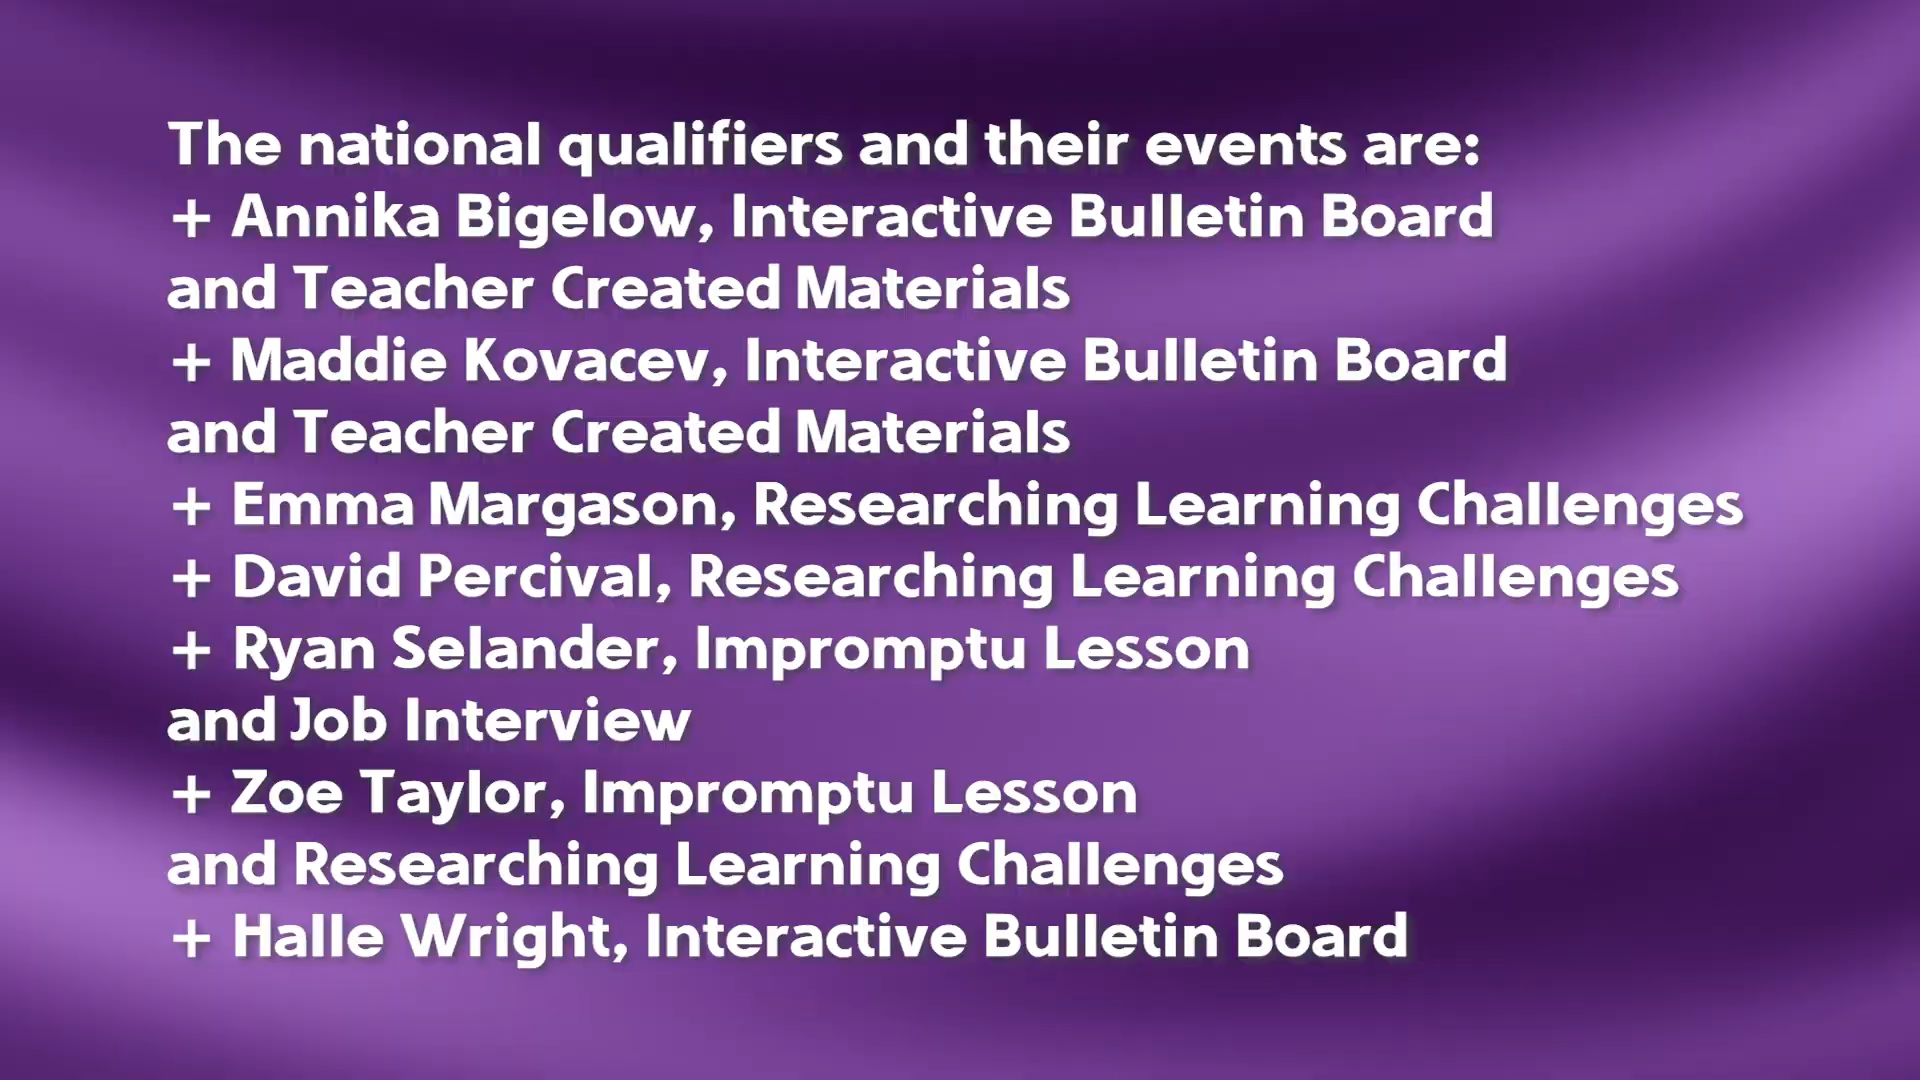 The national qualifiers and their events are:
+ Annika Bigelow, Interactive Bulletin Board
and Teacher Created Materials
+ Maddie Kovacev, Interactive Bulletin Board
and Teacher Created Materials
+ Emma Margason, Researching Learning Challenges
+ David Percival, Researching Learning Challenges
+ Ryan Selander, Impromptu Lesson
and Job Interview
+ Zoe Taylor, Impromptu Lesson
and Researching Learning Challenges
+ Halle Wright, Interactive Bulletin Board